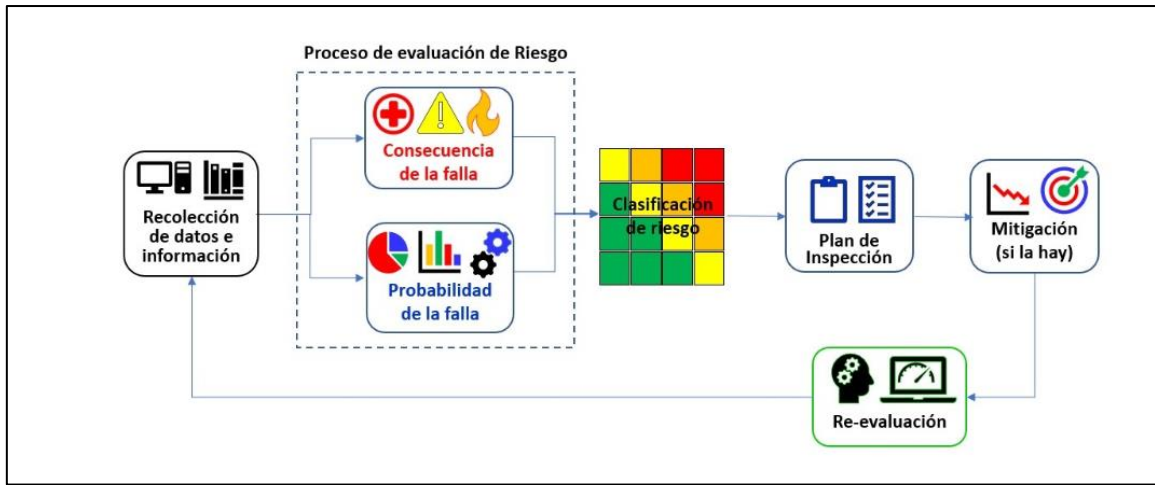 Proceso de evaluación de Riesgo
Consecuencia
de la falla
Recolección
de datos e
información
Probabilidad
de la falla
Clasificación
de riesgo
Plan de
Inspección
Mitigación
(si la hay)
Re-evaluación